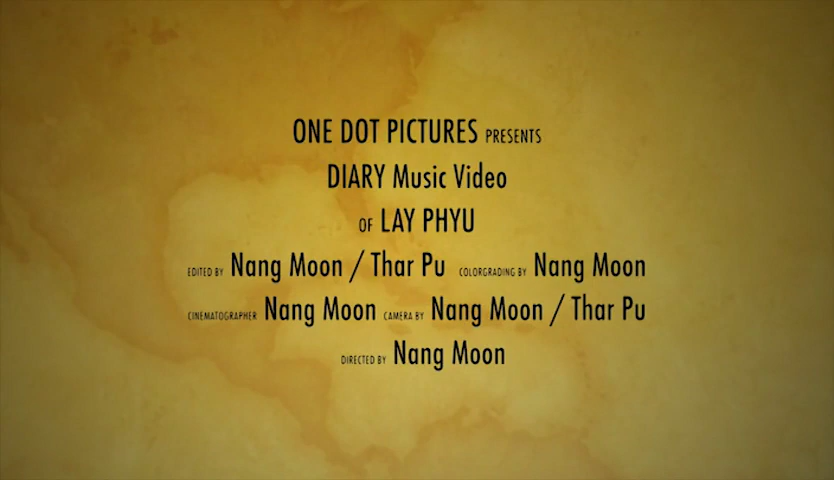 ONE DOT PICTURES PRESENTS
DIARY Music Video
OF LAY PHYU
EDITED BY Nang Moon / Thar Pu COLORGRADING BY Nang Moon
CINEMATOGRAPHER Nang Moon CAMERA BY Nang Moon / Thar Pu
DIRECTED BY Nang Moon